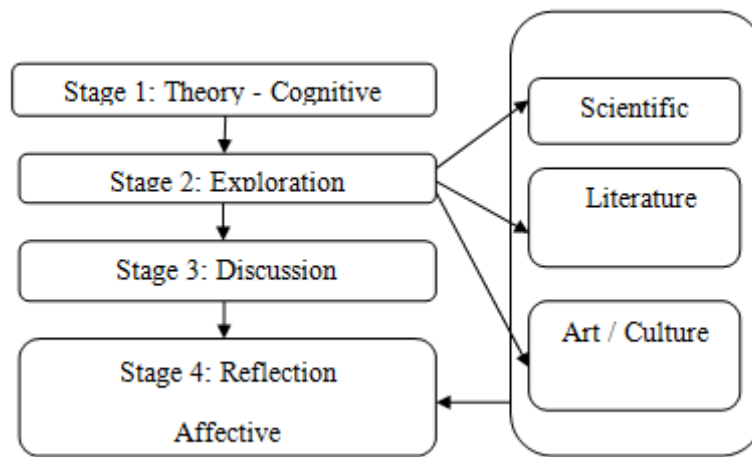 Stage 1: Theory - Cognitive
Stage 2: Exploration
Stage 3: Discussion
Stage 4: Reflection
Affective
Scientific
Literature
Art / Culture